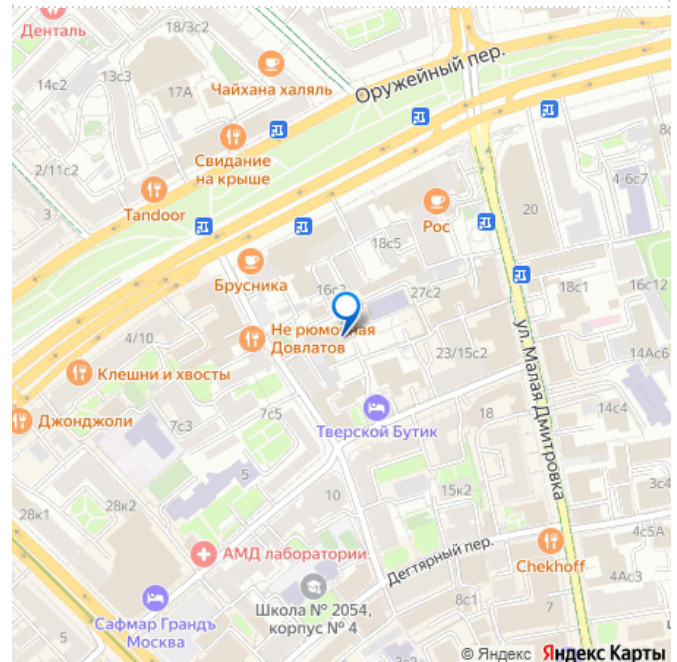 Денталь
18/3с2
14с2
13с3
17А
Чайхана халяль
Оружейный пер.
Свидание
на крыше
2/11с2
3
Tandoor
4-6с7
20
Рос
18с5
Брусника
16с2
27с2
18с1
16с12
Не рюмочная
Довлатов
4/10
23/15с2
14Ас6
ул. Малая Дмитровка
Клешни и хвосты
7с3
7с5
Джонджоли
Тверской Бутик
18
14с4
5
28к1
28к2
10
15к2
3с4
4с5А
АМД лаборатории
Дегтярный пер.
Chekhoff
Сафмар Грандъ
Москва
Школа № 2054,
корпус № 4
8с1
7
4Ас3
5
© Яндекс Яндекс Карты